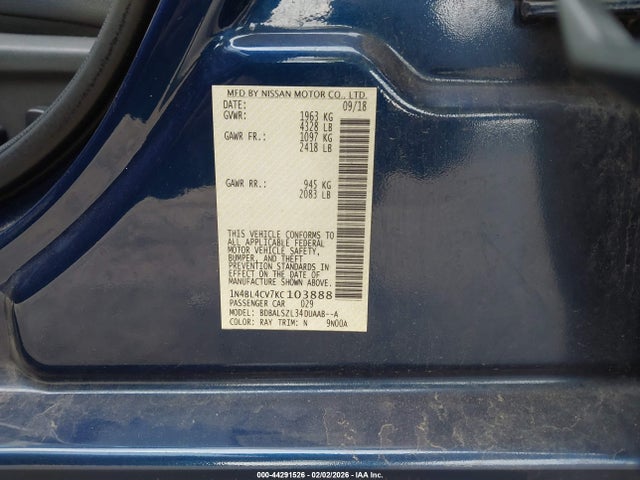 MFD BY NISSAN MOTOR CO., LTD.
DATE: 09/18
GVWR: 1963 KG
4328 LB
GAWR FR.: 1097 KG
2418 LB
GAWR RR.: 945 KG
2083 LB
THIS VEHICLE CONFORMS TO
ALL APPLICABLE FEDERAL
MOTOR VEHICLE SAFETY,
BUMPER, AND THEFT
PREVENTION STANDARDS IN
EFFECT ON THE DATE OF
MANUFACTURE SHOWN ABOVE.
1N4BL4CV7KC103888
PASSENGER CAR 029
MODEL: BDBALSZL34DUAAB--A
COLOR: RAY TRIM: N 9N00A
000-44291526 - 02/02/2026 - IAA Inc.